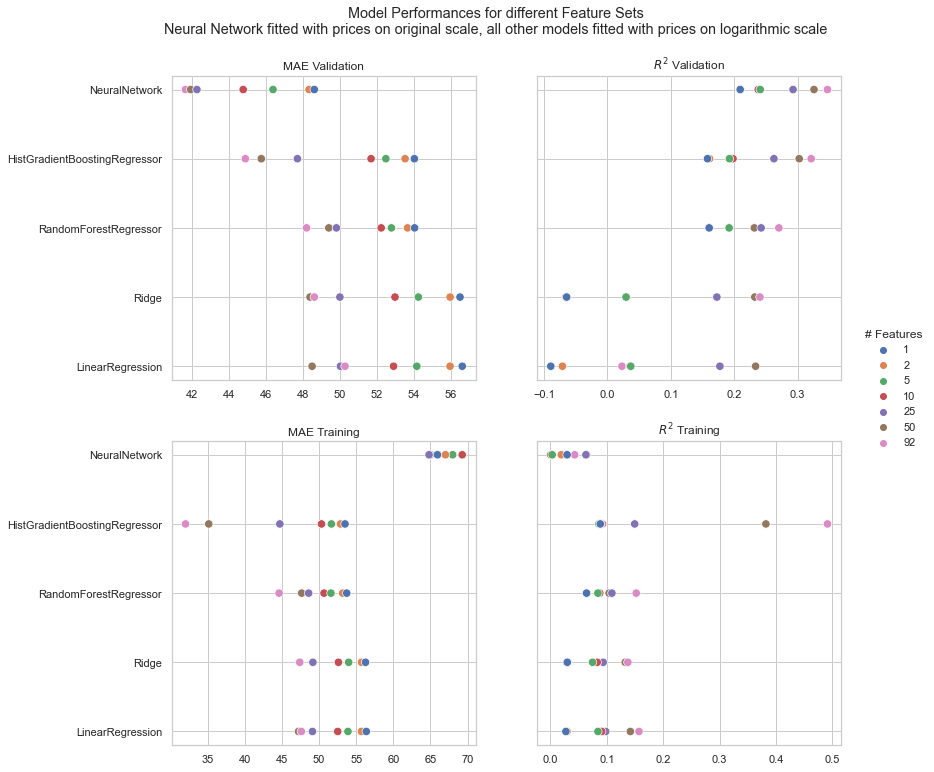 Model Performances for different Feature Sets
Neural Network fitted with prices on original scale, all other models fitted with prices on logarithmic scale
MAE Validation
R² Validation
NeuralNetwork
HistGradientBoostingRegressor
RandomForestRegressor
Ridge
LinearRegression
42 44 46 48 50 52 54 56
−0.1 0.0 0.1 0.2 0.3
# Features
1
2
5
10
25
50
92
MAE Training
R² Training
NeuralNetwork
HistGradientBoostingRegressor
RandomForestRegressor
Ridge
LinearRegression
35 40 45 50 55 60 65 70
0.0 0.1 0.2 0.3 0.4 0.5